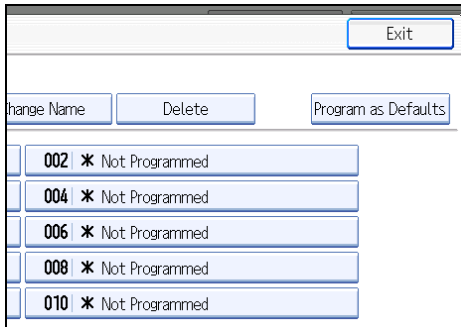 Exit
Change Name Delete Program as Defaults
002 * Not Programmed
004 * Not Programmed
006 * Not Programmed
008 * Not Programmed
010 * Not Programmed